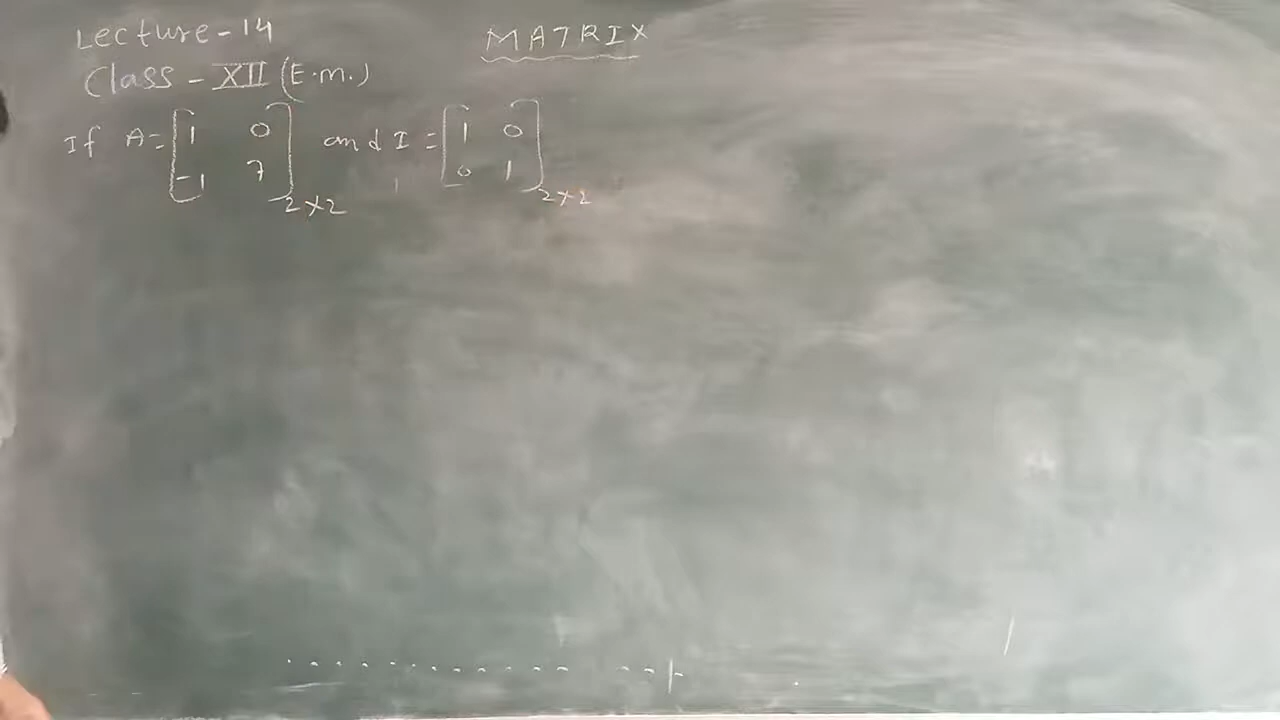 Lecture-14
MATRIX
Class - XII (E.m.)
If A = [1 0
-1 7]2×2 and I = [1 0
0 1]2×2